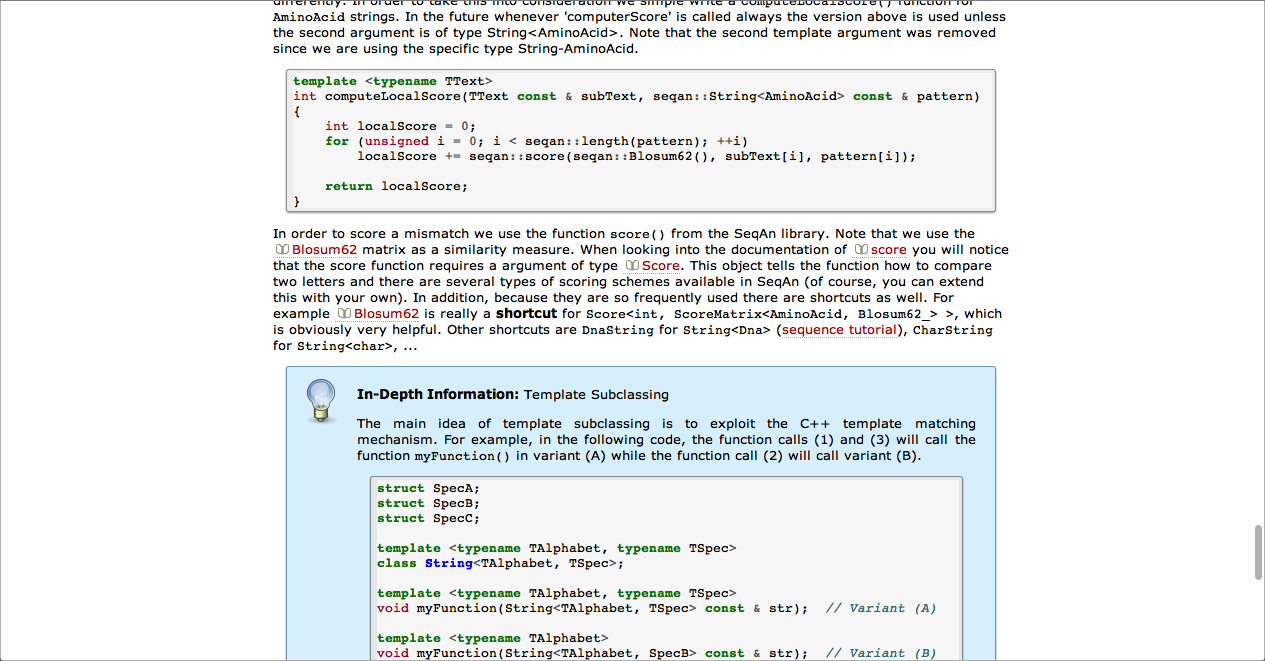 differently. In order to take this into consideration we simple write a computeLocalScore() function for
AminoAcid strings. In the future whenever 'computerScore' is called always the version above is used unless
the second argument is of type String<AminoAcid>. Note that the second template argument was removed
since we are using the specific type String-AminoAcid.
template <typename TText>
int computeLocalScore(TText const & subText, seqan::String<AminoAcid> const & pattern)
{
    int localScore = 0;
    for (unsigned i = 0; i < seqan::length(pattern); ++i)
        localScore += seqan::score(seqan::Blosum62(), subText[i], pattern[i]);
    return localScore;
}
In order to score a mismatch we use the function score() from the SeqAn library. Note that we use the
Blosum62 matrix as a similarity measure. When looking into the documentation of score you will notice
that the score function requires a argument of type Score. This object tells the function how to compare
two letters and there are several types of scoring schemes available in SeqAn (of course, you can extend
this with your own). In addition, because they are so frequently used there are shortcuts as well. For
example Blosum62 is really a shortcut for Score<int, ScoreMatrix<AminoAcid, Blosum62_> >, which
is obviously very helpful. Other shortcuts are DnaString for String<Dna> (sequence tutorial), CharString
for String<char>, ...
In-Depth Information: Template Subclassing
The main idea of template subclassing is to exploit the C++ template matching
mechanism. For example, in the following code, the function calls (1) and (3) will call the
function myFunction() in variant (A) while the function call (2) will call variant (B).
struct SpecA;
struct SpecB;
struct SpecC;
template <typename TAlphabet, typename TSpec>
class String<TAlphabet, TSpec>;
template <typename TAlphabet, typename TSpec>
void myFunction(String<TAlphabet, TSpec> const & str);  // Variant (A)
template <typename TAlphabet>
void myFunction(String<TAlphabet, SpecB> const & str);  // Variant (B)